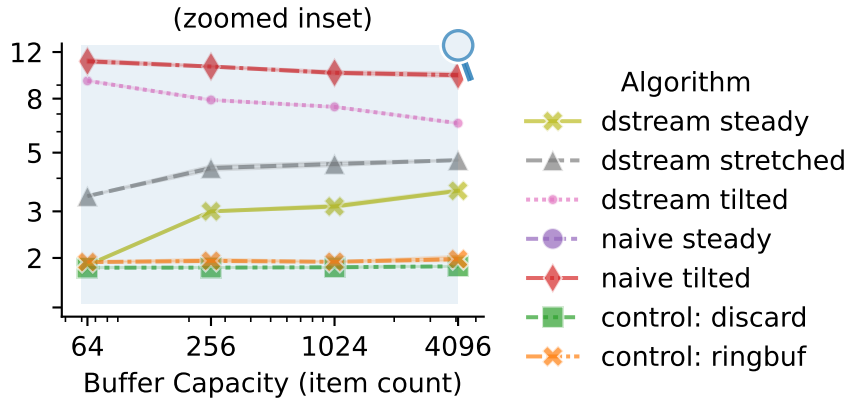 (zoomed inset)
12
8
5
3
2
64 256 1024 4096
Buffer Capacity (item count)
Algorithm
dstream steady
dstream stretched
dstream tilted
naive steady
naive tilted
control: discard
control: ringbuf